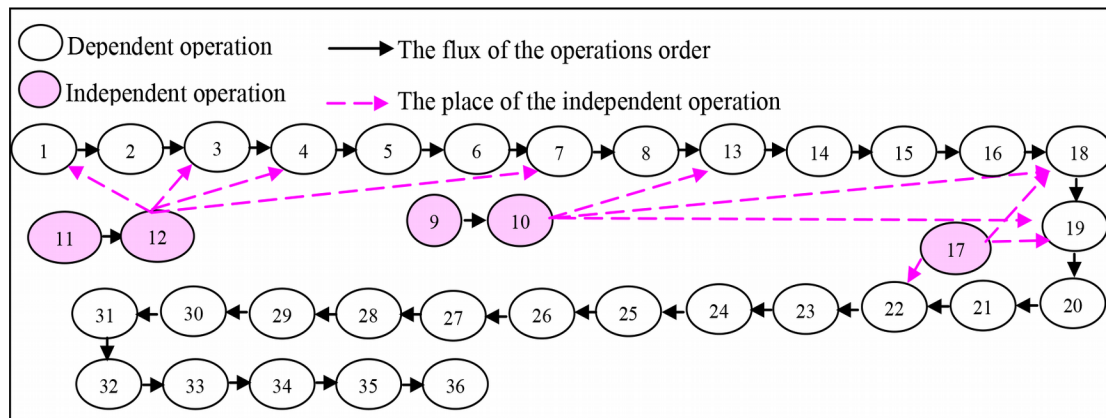 Dependent operation The flux of the operations order
Independent operation The place of the independent operation
1 2 3 4 5 6 7 8 13 14 15 16 18
11 12 9 10 17 19
31 30 29 28 27 26 25 24 23 22 21 20
32 33 34 35 36